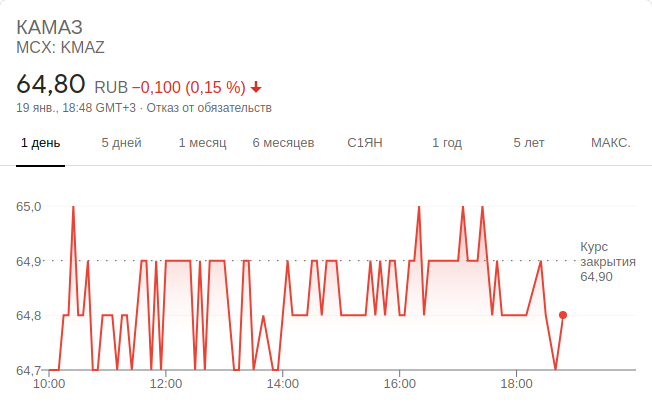 КАМАЗ
MCX: KMAZ
64,80 RUB −0,100 (0,15 %)
19 янв., 18:48 GMT+3 · Отказ от обязательств
1 день 5 дней 1 месяц 6 месяцев С1ЯН 1 год 5 лет МАКС.
65,0
64,9
64,8
64,7
Курс
закрытия
64,90
10:00 12:00 14:00 16:00 18:00